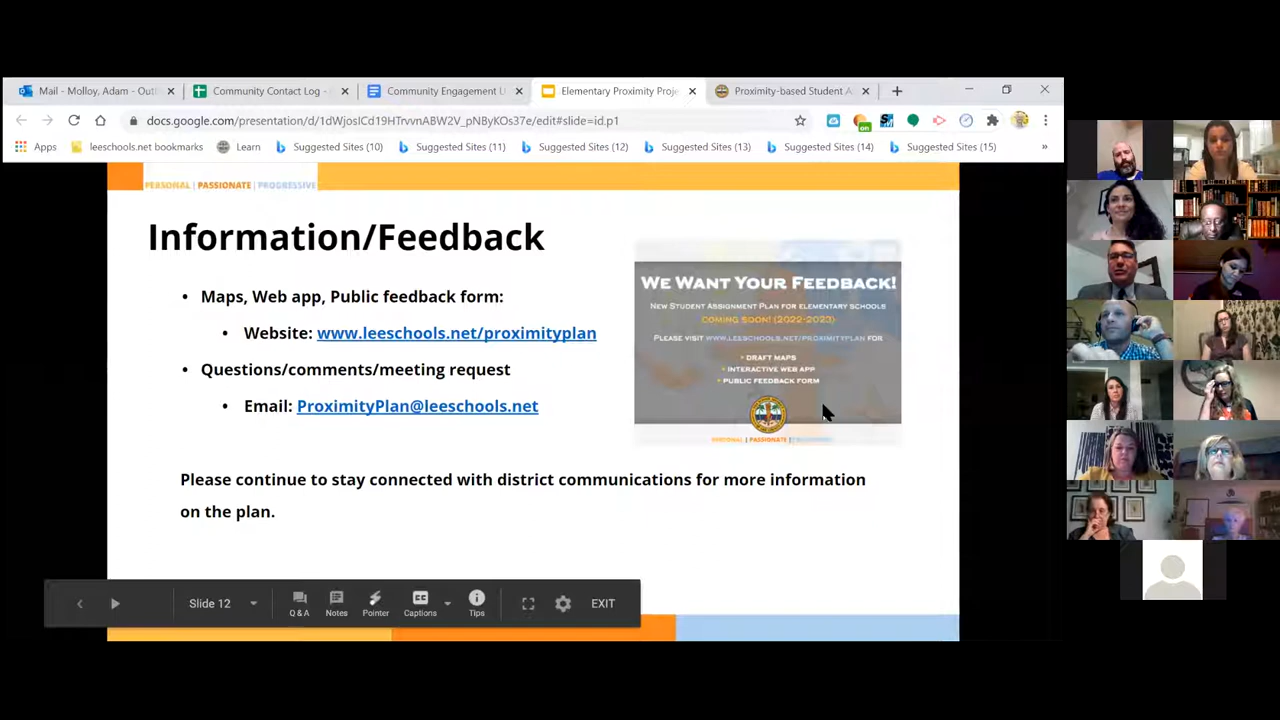 Mail - Molloy, Adam - Outl
Community Contact Log -
Community Engagement U
Elementary Proximity Proj
Proximity-based Student A
docs.google.com/presentation/d/1dWjosICd19HTrvvnABW2V_pNByKOs37e/edit#slide=id.p1
on
Apps
leeschools.net bookmarks
Learn
Suggested Sites (10)
Suggested Sites (11)
Suggested Sites (12)
Suggested Sites (13)
Suggested Sites (14)
Suggested Sites (15)
»
PERSONAL | PASSIONATE | PROGRESSIVE
Information/Feedback
• Maps, Web app, Public feedback form:
• Website: www.leeschools.net/proximityplan
• Questions/comments/meeting request
• Email: ProximityPlan@leeschools.net
WE WANT YOUR FEEDBACK!
NEW STUDENT ASSIGNMENT PLAN FOR ELEMENTARY SCHOOLS
COMING SOON! (2022-2023)
PLEASE VISIT WWW.LEESCHOOLS.NET/PROXIMITYPLAN FOR
• DRAFT MAPS
• INTERACTIVE WEB APP
• PUBLIC FEEDBACK FORM
PERSONAL | PASSIONATE |
Please continue to stay connected with district communications for more information
on the plan.
Slide 12
Q & A
Notes
Pointer
CC
Captions
Tips
EXIT